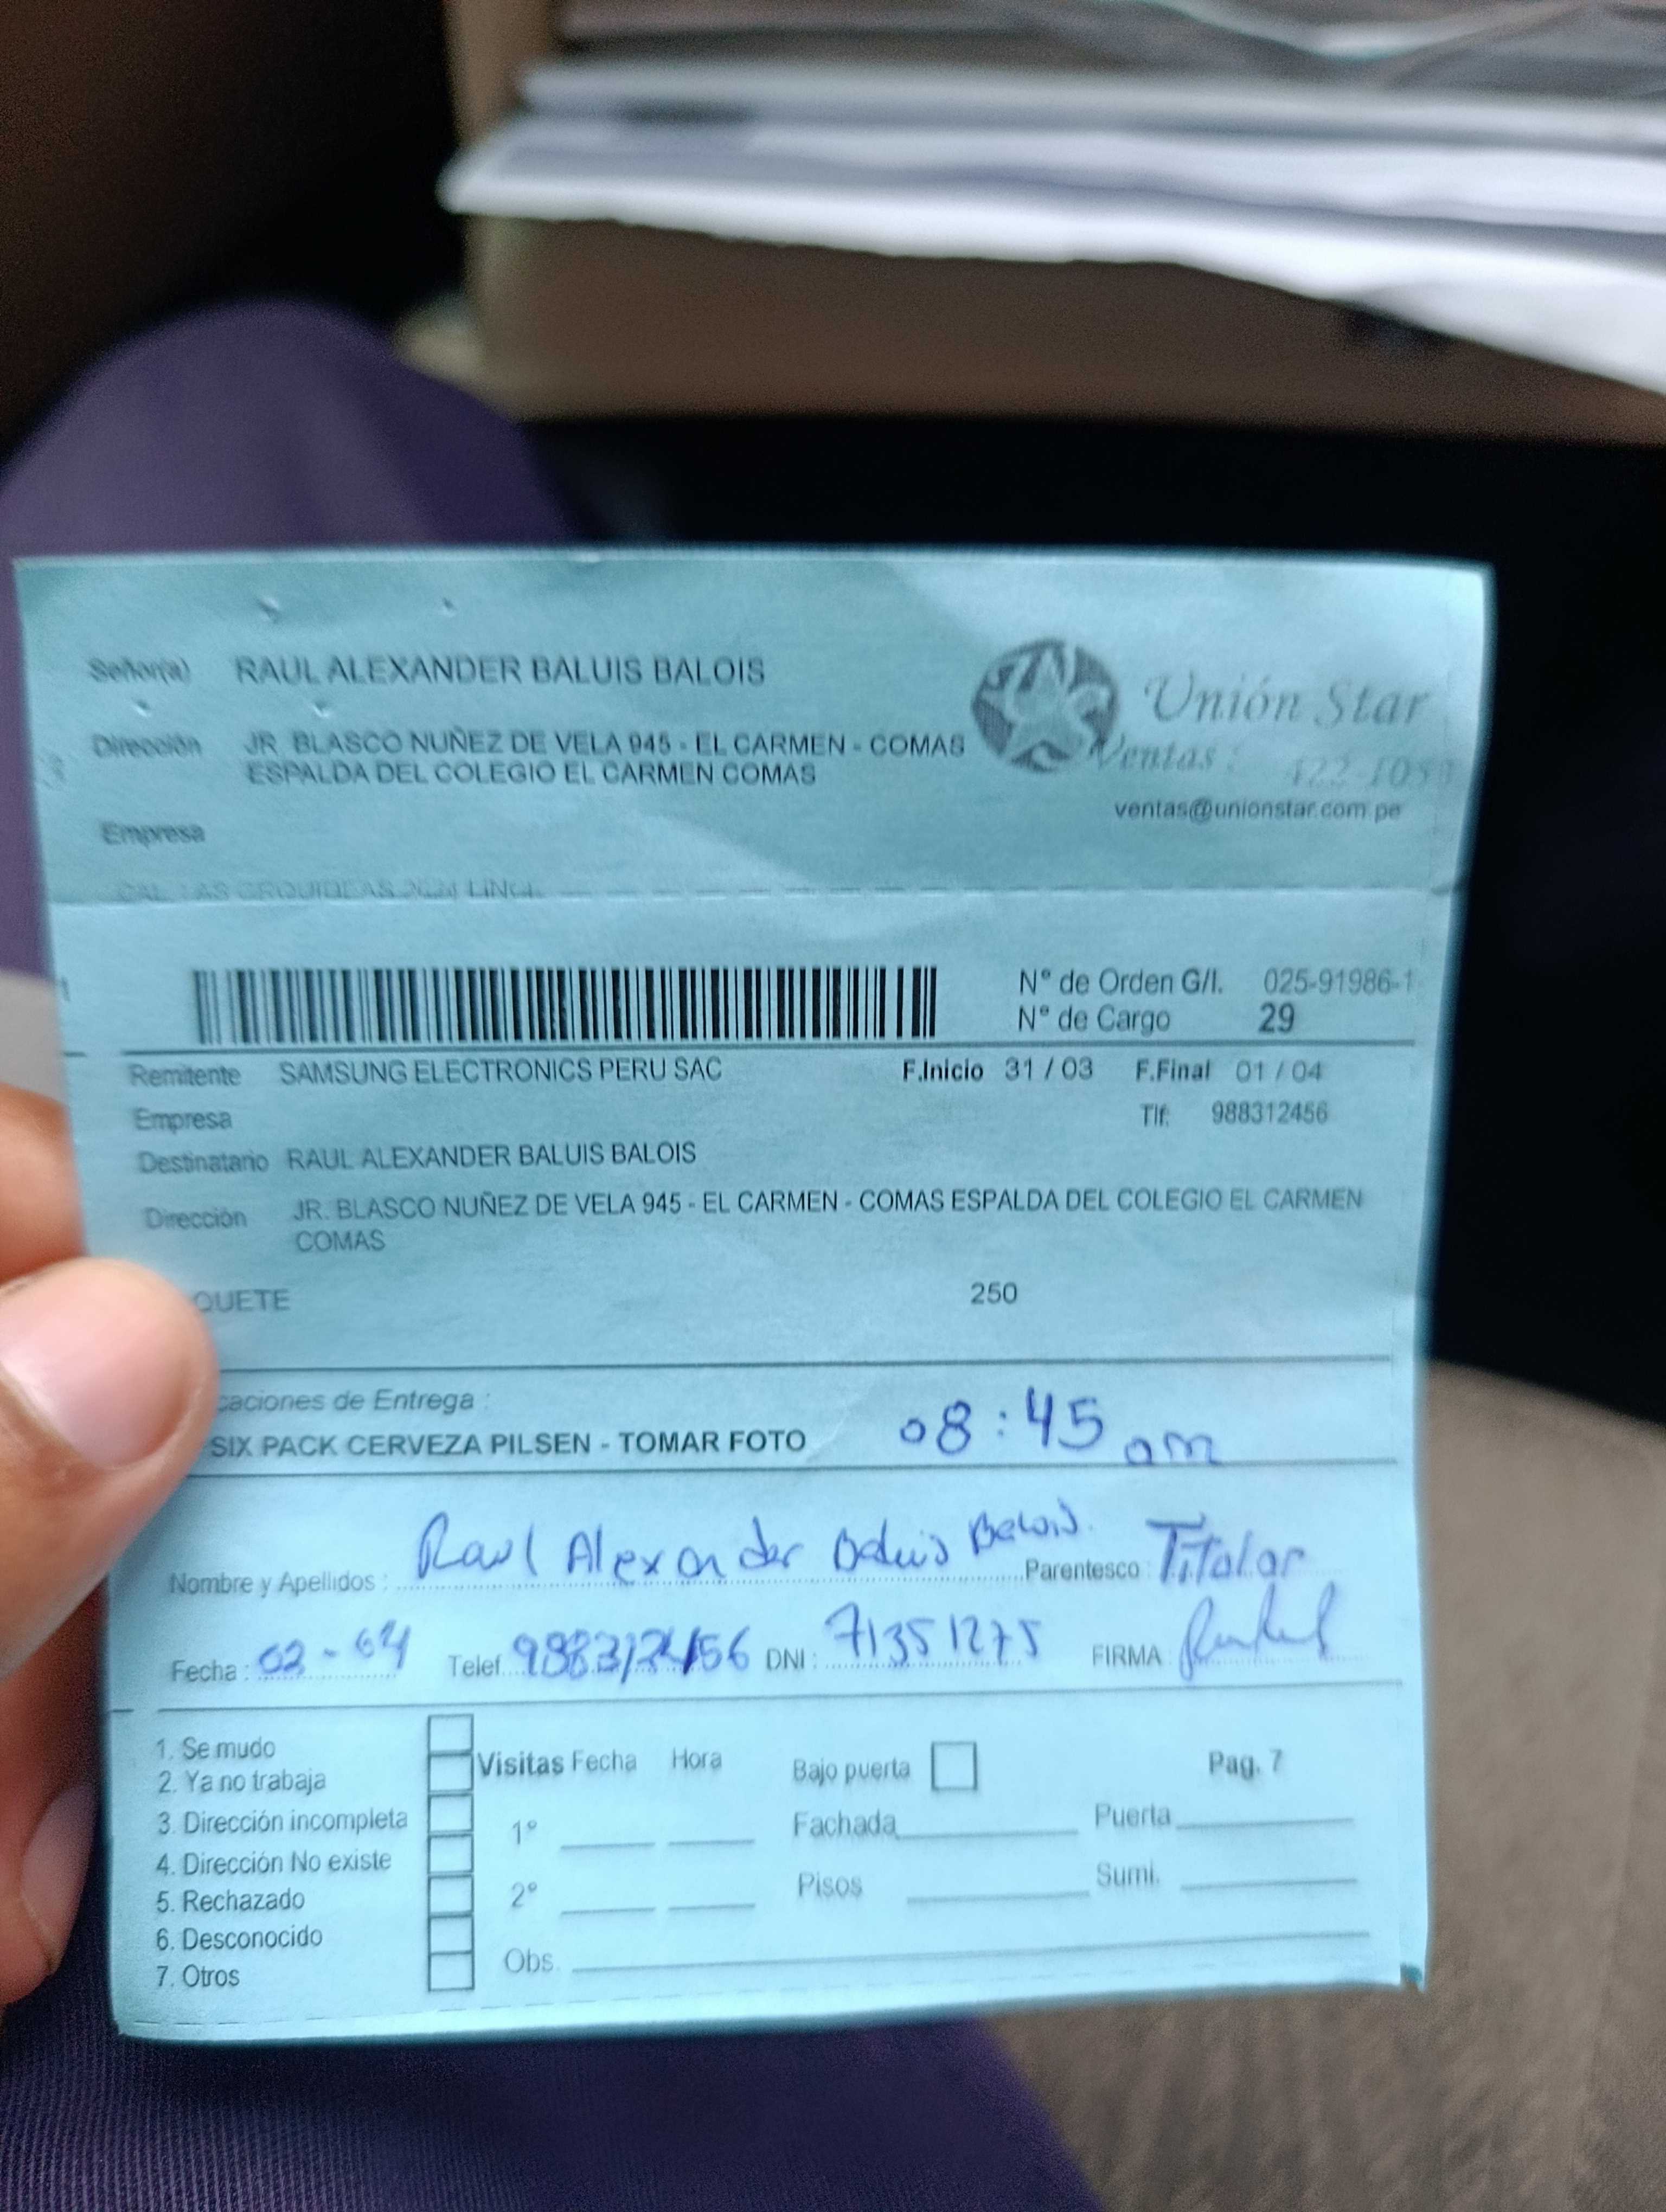 Señor(a) RAUL ALEXANDER BALUIS BALOIS
Unión Star
Dirección JR. BLASCO NUÑEZ DE VELA 945 - EL CARMEN - COMAS
ESPALDA DEL COLEGIO EL CARMEN COMAS
Ventas :
ventas@unionstar.com.pe
Empresa
CAL. LAS ORQUIDEAS LINCE
N° de Orden G/I. 025-91986-1
N° de Cargo 29
Remitente SAMSUNG ELECTRONICS PERU SAC F.Inicio 31 / 03 F.Final 01 / 04
Empresa Tlf: 988312456
Destinatario RAUL ALEXANDER BALUIS BALOIS
Dirección JR. BLASCO NUÑEZ DE VELA 945 - EL CARMEN - COMAS ESPALDA DEL COLEGIO EL CARMEN
COMAS
QUETE 250
caciones de Entrega :
SIX PACK CERVEZA PILSEN - TOMAR FOTO 08:45 am
Nombre y Apellidos : Raul Alexander Baluis Balois. Parentesco : Titular
Fecha : 02-04 Telef. 988312456 DNI : 71351275 FIRMA :
1. Se mudo
2. Ya no trabaja
3. Dirección incompleta
4. Dirección No existe
5. Rechazado
6. Desconocido
7. Otros
Visitas Fecha Hora
1°
2°
Obs.
Bajo puerta Pag. 7
Fachada Puerta
Pisos Sumi.